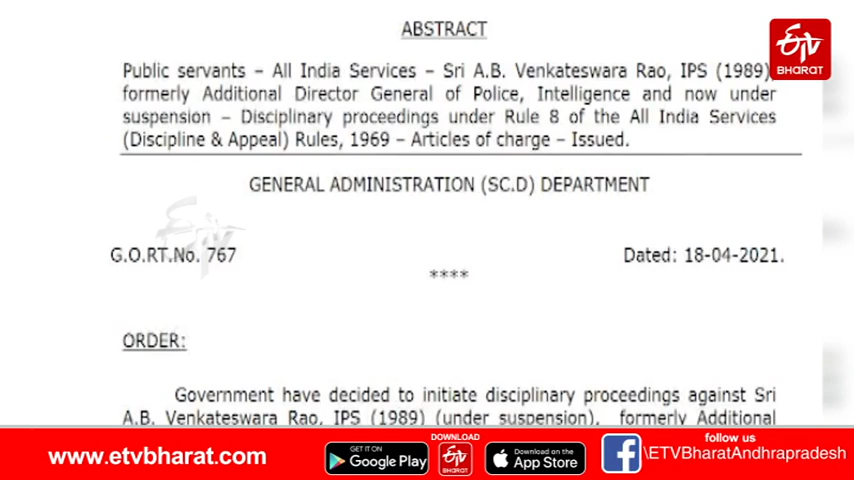 ABSTRACT
Public servants – All India Services – Sri A.B. Venkateswara Rao, IPS (1989)
formerly Additional Director General of Police, Intelligence and now under
suspension – Disciplinary proceedings under Rule 8 of the All India Services
(Discipline & Appeal) Rules, 1969 – Articles of charge – Issued.
GENERAL ADMINISTRATION (SC.D) DEPARTMENT
G.O.RT.No. 767 Dated: 18-04-2021.
****
ORDER:
Government have decided to initiate disciplinary proceedings against Sri
A.B. Venkateswara Rao, IPS (1989) (under suspension), formerly Additional
BHARAT
www.etvbharat.com
GET IT ON
Google Play
DOWNLOAD
BHARAT
Download on the
App Store
follow us
\ETVBharatAndhrapradesh